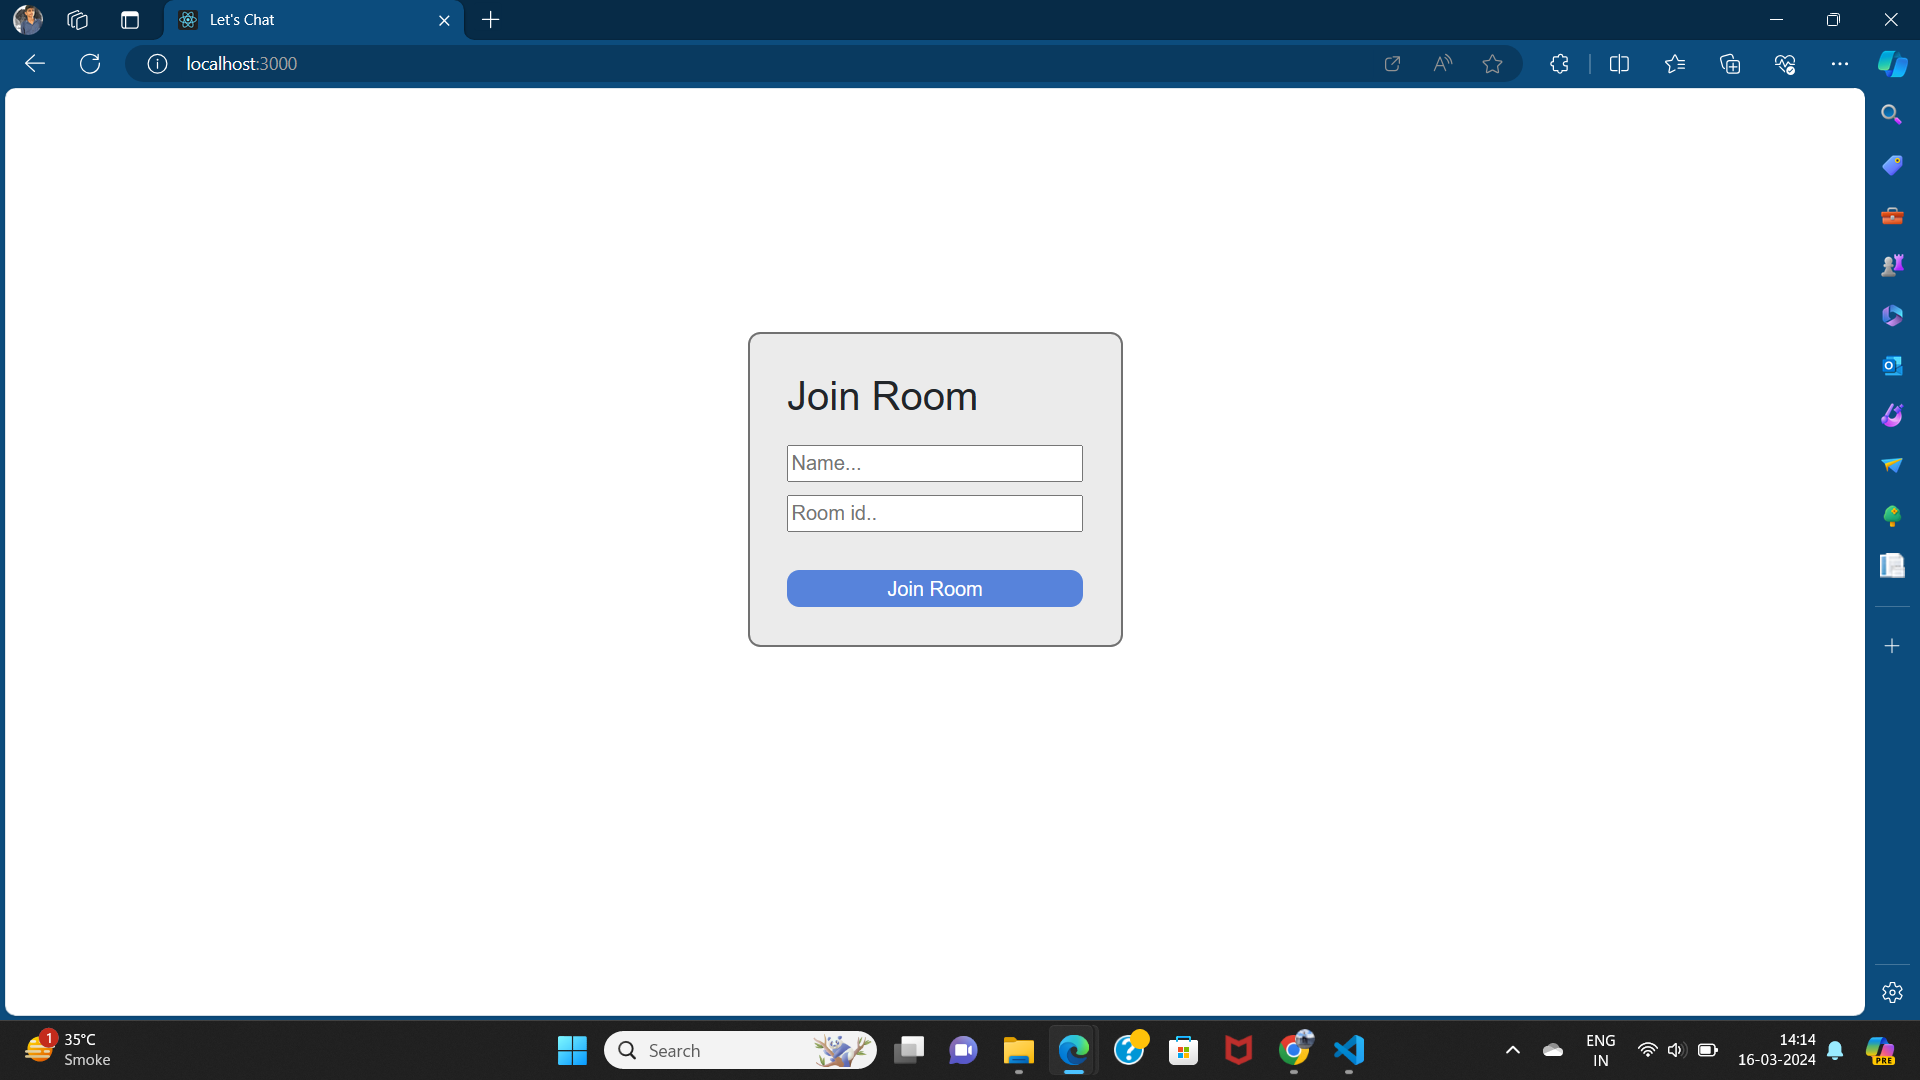 Let's Chat
localhost:3000
Join Room
Name...
Room id..
Join Room
1
35°C
Smoke
Search
ENG
IN
14:14
16-03-2024
PRE